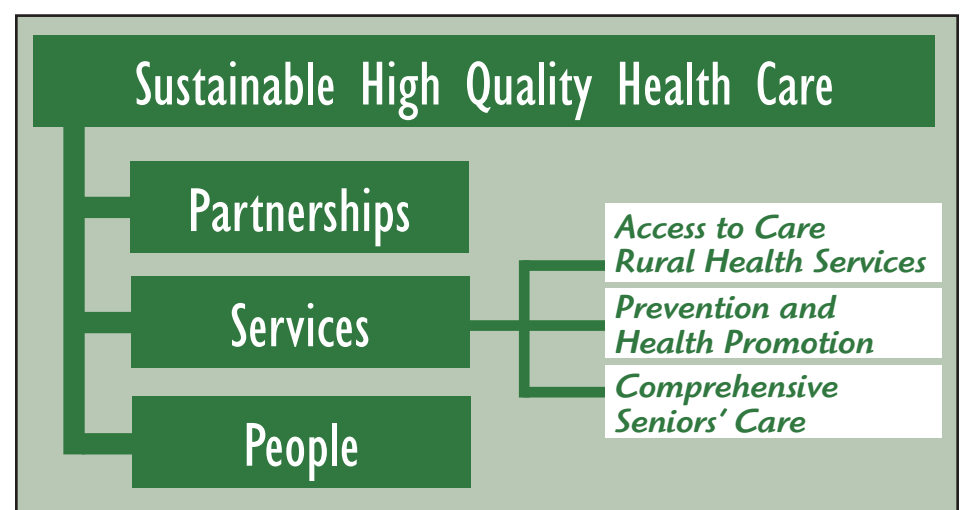 Sustainable High Quality Health Care
Partnerships
Services
People
Access to Care
Rural Health Services
Prevention and
Health Promotion
Comprehensive
Seniors' Care